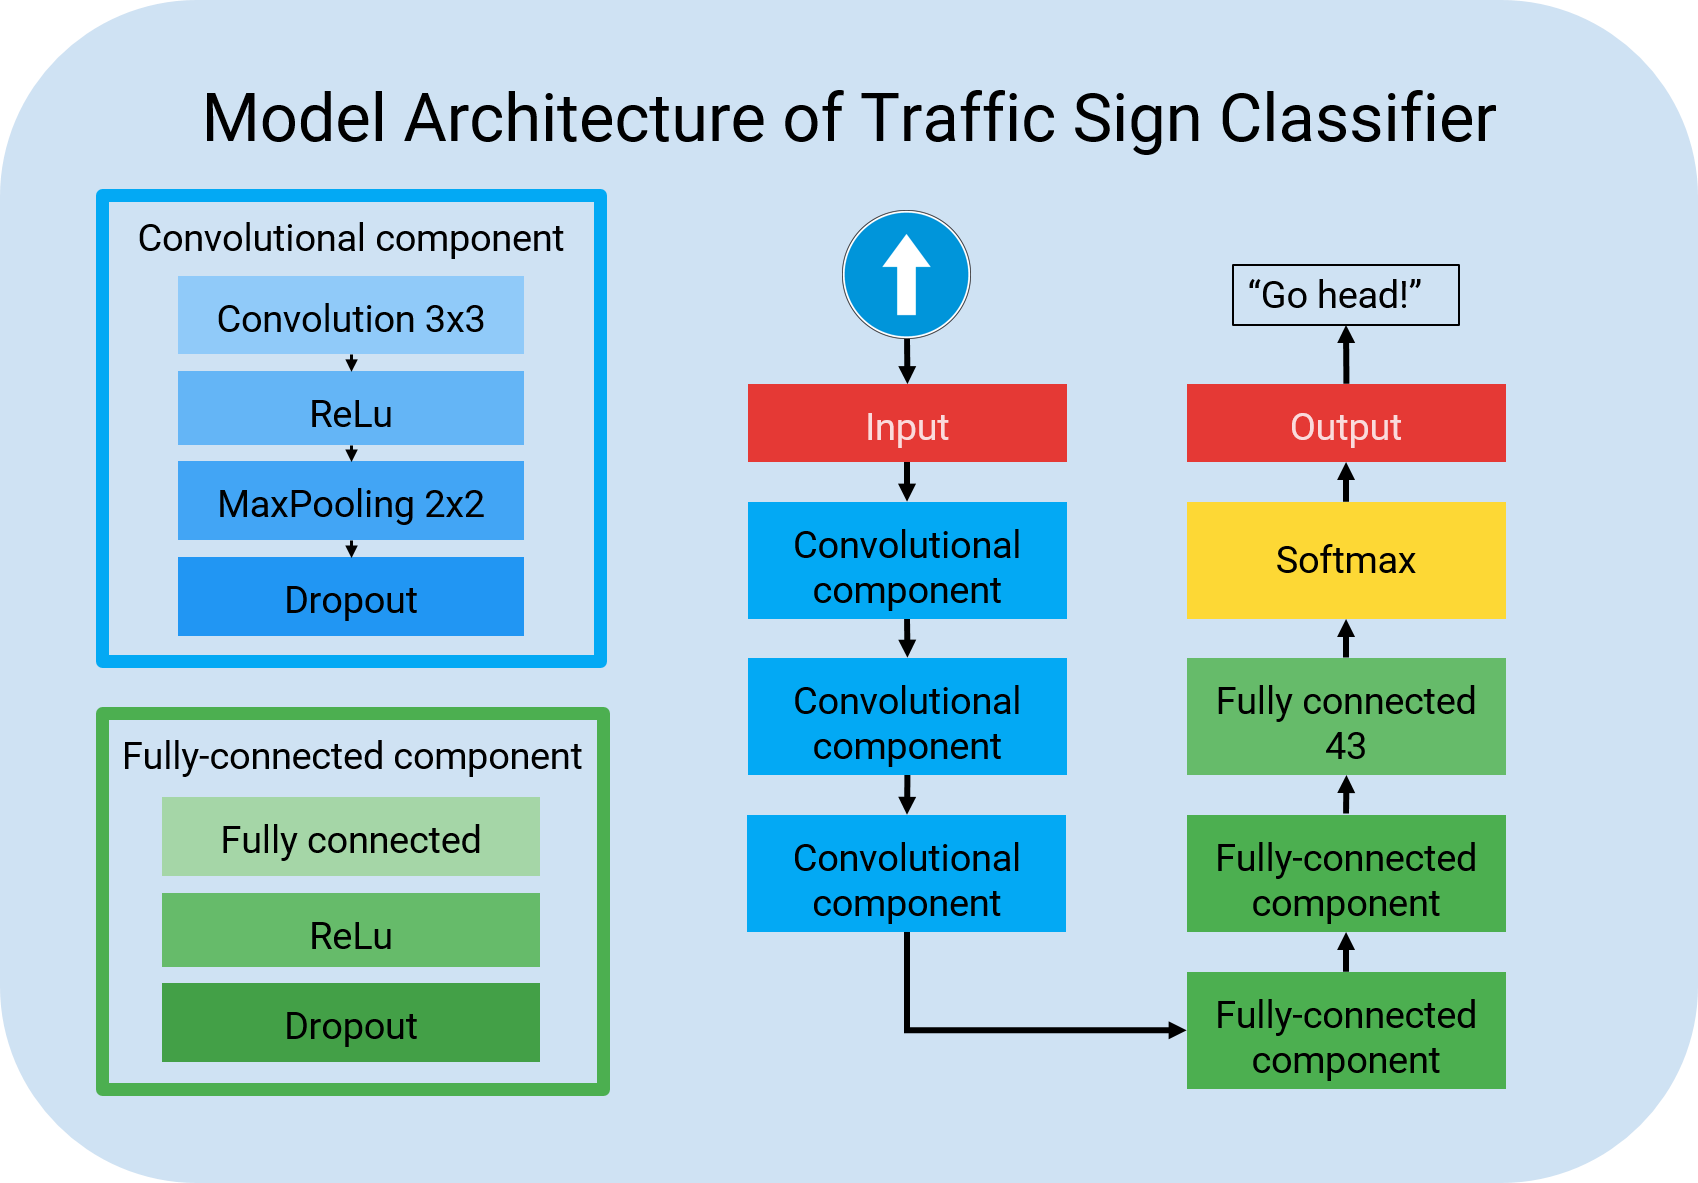 Model Architecture of Traffic Sign Classifier
Convolutional component
Convolution 3x3
ReLu
MaxPooling 2x2
Dropout
Fully-connected component
Fully connected
ReLu
Dropout
Input
Convolutional
component
Convolutional
component
Convolutional
component
“Go head!”
Output
Softmax
Fully connected
43
Fully-connected
component
Fully-connected
component